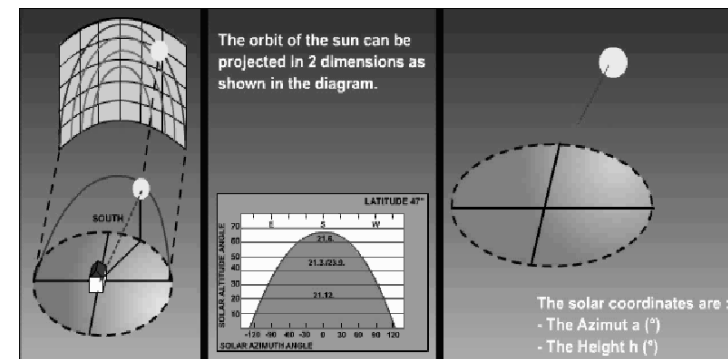 SOUTH
The orbit of the sun can be
projected in 2 dimensions as
shown in the diagram.
LATITUDE 47°
E S W
SOLAR ALTITUDE ANGLE
70
60
50
40
30
20
10
21.6.
21.3./23.9.
21.12.
-120 -90 -60 -30 0 30 60 90 120
SOLAR AZIMUTH ANGLE
The solar coordinates are :
- The Azimut a (°)
- The Height h (°)